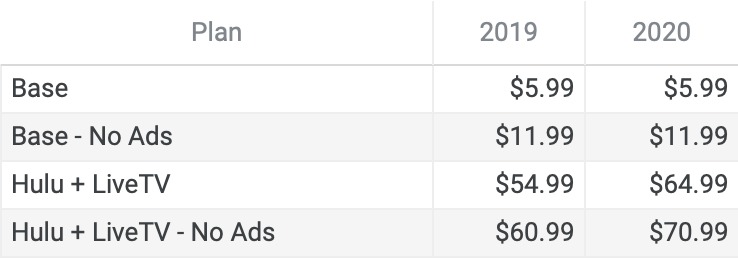 Plan 2019 2020
Base $5.99 $5.99
Base - No Ads $11.99 $11.99
Hulu + LiveTV $54.99 $64.99
Hulu + LiveTV - No Ads $60.99 $70.99